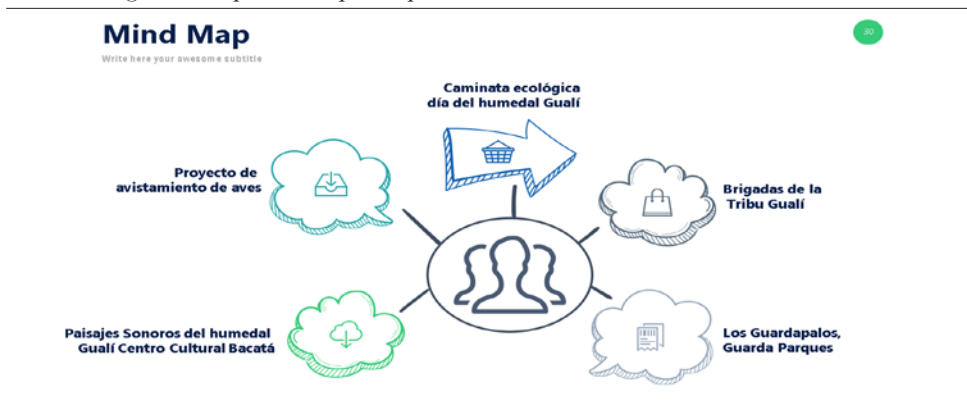 Mind Map
30
Write here your awesome subtitle
Caminata ecológica
día del humedal Gualí
Proyecto de
avistamiento de aves
Brigadas de la
Tribu Gualí
Paisajes Sonoros del humedal
Gualí Centro Cultural Bacatá
Los Guardapalos,
Guarda Parques